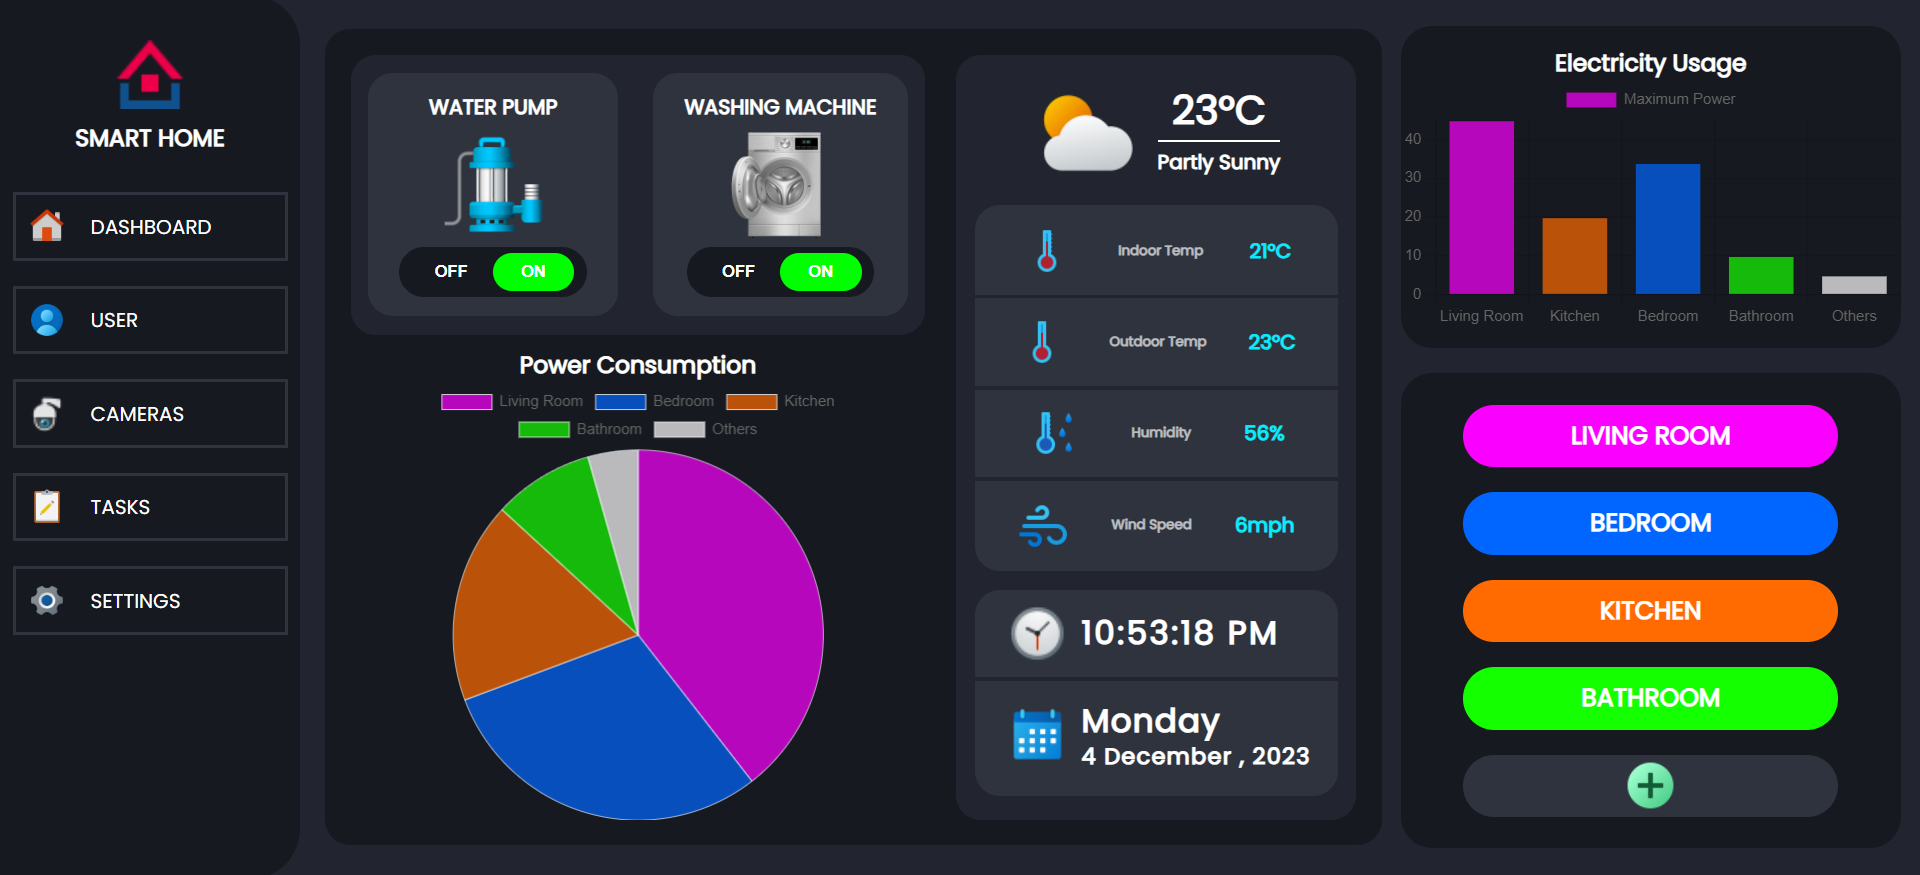 SMART HOME
DASHBOARD
USER
CAMERAS
TASKS
SETTINGS
WATER PUMP
OFF ON
WASHING MACHINE
OFF ON
Power Consumption
Living Room Bedroom Kitchen
Bathroom Others
23°C
Partly Sunny
Indoor Temp 21°C
Outdoor Temp 23°C
Humidity 56%
Wind Speed 6mph
10:53:18 PM
Monday
4 December , 2023
Electricity Usage
Maximum Power
40
30
20
10
0
Living Room Kitchen Bedroom Bathroom Others
LIVING ROOM
BEDROOM
KITCHEN
BATHROOM